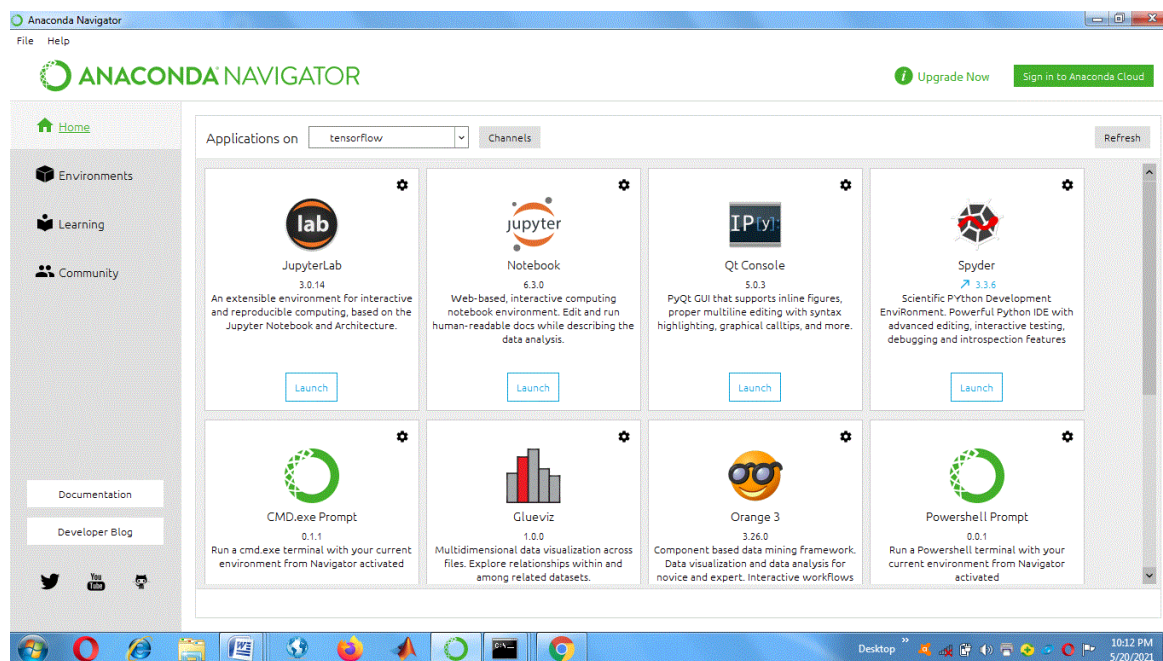 Anaconda Navigator
File Help
ANACONDA NAVIGATOR
i Upgrade Now
Sign in to Anaconda Cloud
Home
Environments
Learning
Community
Documentation
Developer Blog
You
Tube
Applications on tensorflow Channels Refresh
lab
JupyterLab
3.0.14
An extensible environment for interactive
and reproducible computing, based on the
Jupyter Notebook and Architecture.
Launch
jupyter
Notebook
6.3.0
Web-based, interactive computing
notebook environment. Edit and run
human-readable docs while describing the
data analysis.
Launch
IP[y]:
Qt Console
5.0.3
PyQt GUI that supports inline figures,
proper multiline editing with syntax
highlighting, graphical calltips, and more.
Launch
Spyder
3.3.6
Scientific PYthon Development
EnviRonment. Powerful Python IDE with
advanced editing, interactive testing,
debugging and introspection features
Launch
CMD.exe Prompt
0.1.1
Run a cmd.exe terminal with your current
environment from Navigator activated
Glueviz
1.0.0
Multidimensional data visualization across
files. Explore relationships within and
among related datasets.
Orange 3
3.26.0
Component based data mining framework.
Data visualization and data analysis for
novice and expert. Interactive workflows
Powershell Prompt
0.0.1
Run a Powershell terminal with your
current environment from Navigator
activated
Desktop »
10:12 PM
5/20/2021